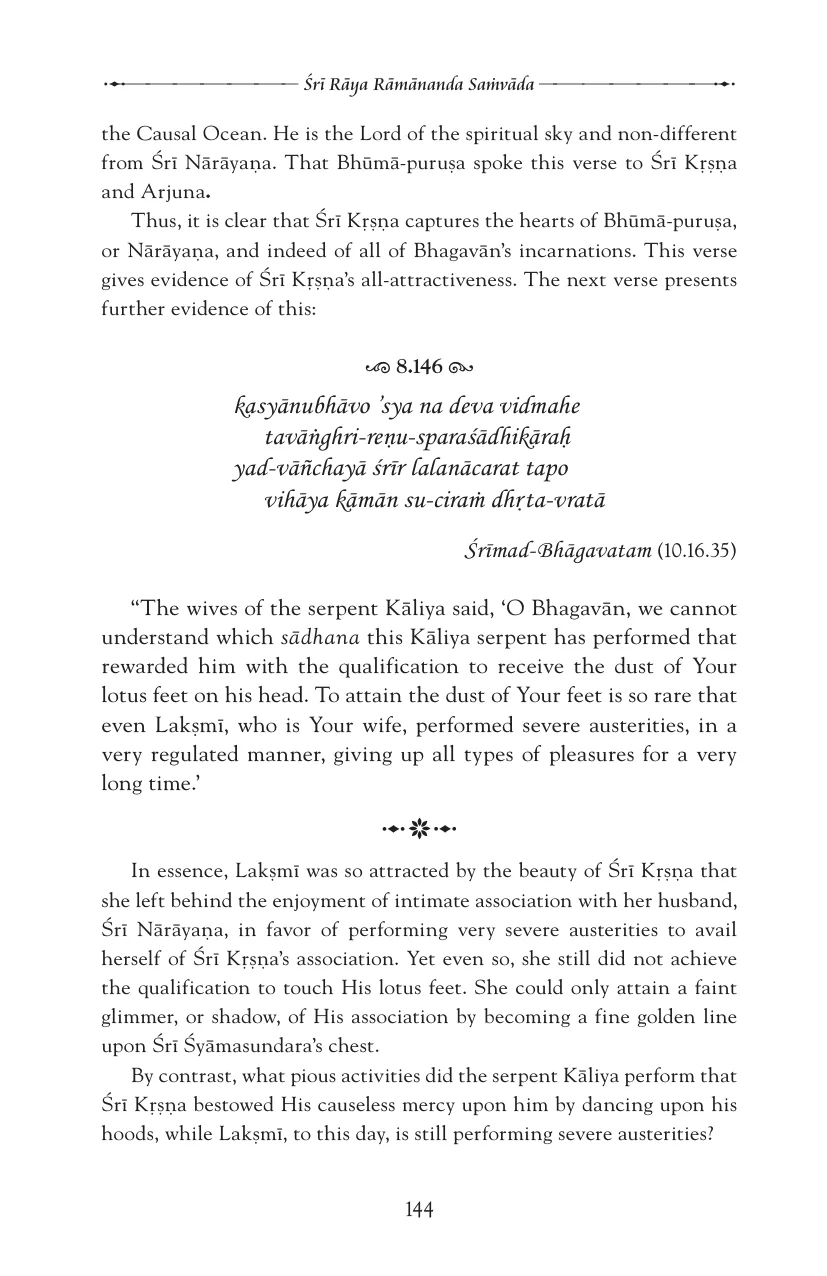 Śrī Rāya Rāmānanda Saṁvāda
the Causal Ocean. He is the Lord of the spiritual sky and non-different
from Śrī Nārāyaṇa. That Bhūmā-puruṣa spoke this verse to Śrī Kṛṣṇa
and Arjuna.
Thus, it is clear that Śrī Kṛṣṇa captures the hearts of Bhūmā-puruṣa,
or Nārāyaṇa, and indeed of all of Bhagavān’s incarnations. This verse
gives evidence of Śrī Kṛṣṇa’s all-attractiveness. The next verse presents
further evidence of this:
8.146
kasyānubhāvo ’sya na deva vidmahe
tavāṅghri-reṇu-sparaśādhikāraḥ
yad-vāñchayā śrīr lalanācarat tapo
vihāya kāmān su-ciraṁ dhṛta-vratā
Śrīmad-Bhāgavatam (10.16.35)
“The wives of the serpent Kāliya said, ‘O Bhagavān, we cannot
understand which sādhana this Kāliya serpent has performed that
rewarded him with the qualification to receive the dust of Your
lotus feet on his head. To attain the dust of Your feet is so rare that
even Lakṣmī, who is Your wife, performed severe austerities, in a
very regulated manner, giving up all types of pleasures for a very
long time.’
In essence, Lakṣmī was so attracted by the beauty of Śrī Kṛṣṇa that
she left behind the enjoyment of intimate association with her husband,
Śrī Nārāyaṇa, in favor of performing very severe austerities to avail
herself of Śrī Kṛṣṇa’s association. Yet even so, she still did not achieve
the qualification to touch His lotus feet. She could only attain a faint
glimmer, or shadow, of His association by becoming a fine golden line
upon Śrī Śyāmasundara’s chest.
By contrast, what pious activities did the serpent Kāliya perform that
Śrī Kṛṣṇa bestowed His causeless mercy upon him by dancing upon his
hoods, while Lakṣmī, to this day, is still performing severe austerities?
144